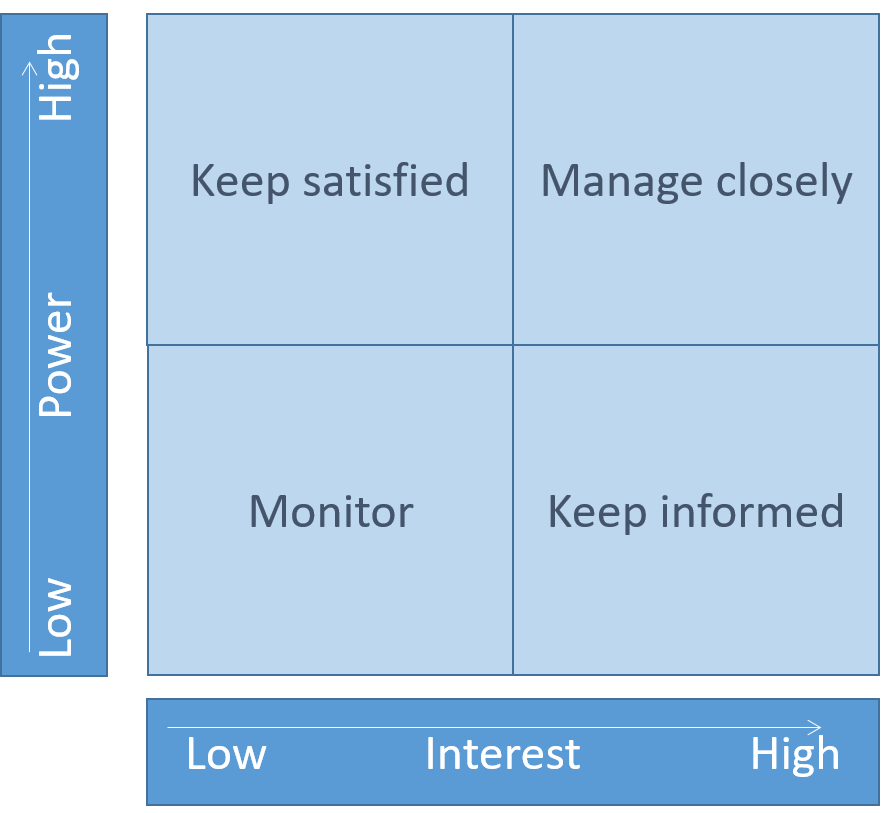 High
Power
Low
Keep satisfied
Manage closely
Monitor
Keep informed
Low Interest High